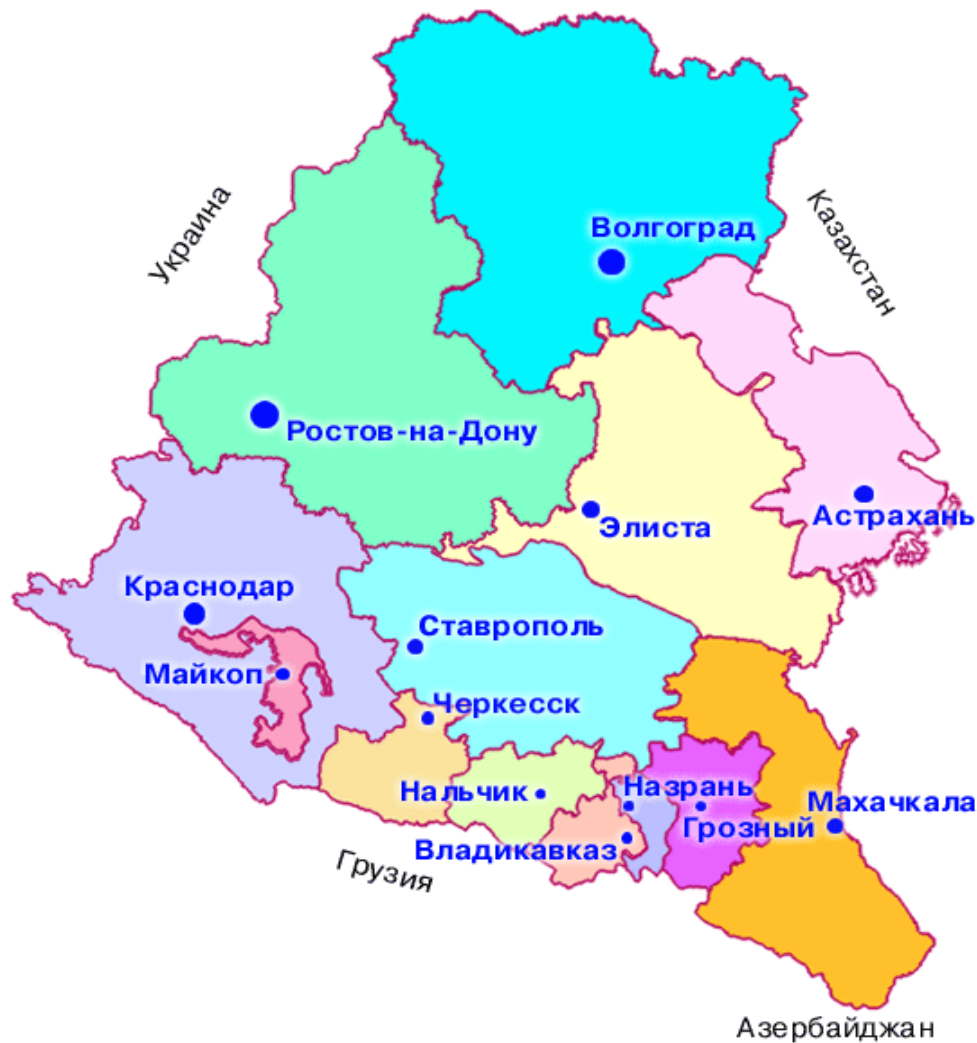 Украина
Казахстан
Волгоград
Ростов-на-Дону
Астрахань
Элиста
Краснодар
Ставрополь
Майкоп
Черкесск
Назрань
Нальчик
Махачкала
Грозный
Владикавказ
Грузия
Азербайджан